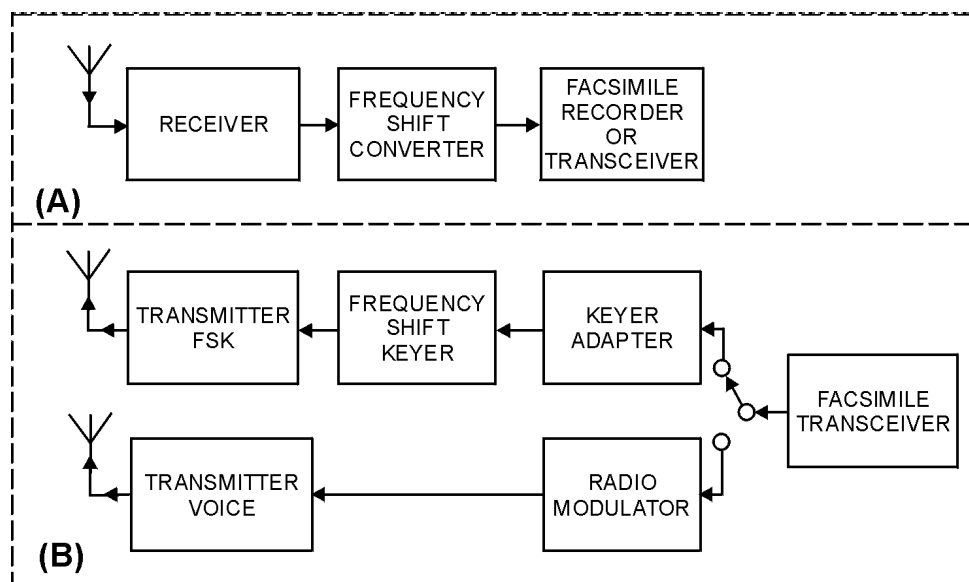 RECEIVER
FREQUENCY
SHIFT
CONVERTER
FACSIMILE
RECORDER
OR
TRANSCEIVER
(A)
TRANSMITTER
FSK
FREQUENCY
SHIFT
KEYER
KEYER
ADAPTER
FACSIMILE
TRANSCEIVER
TRANSMITTER
VOICE
RADIO
MODULATOR
(B)